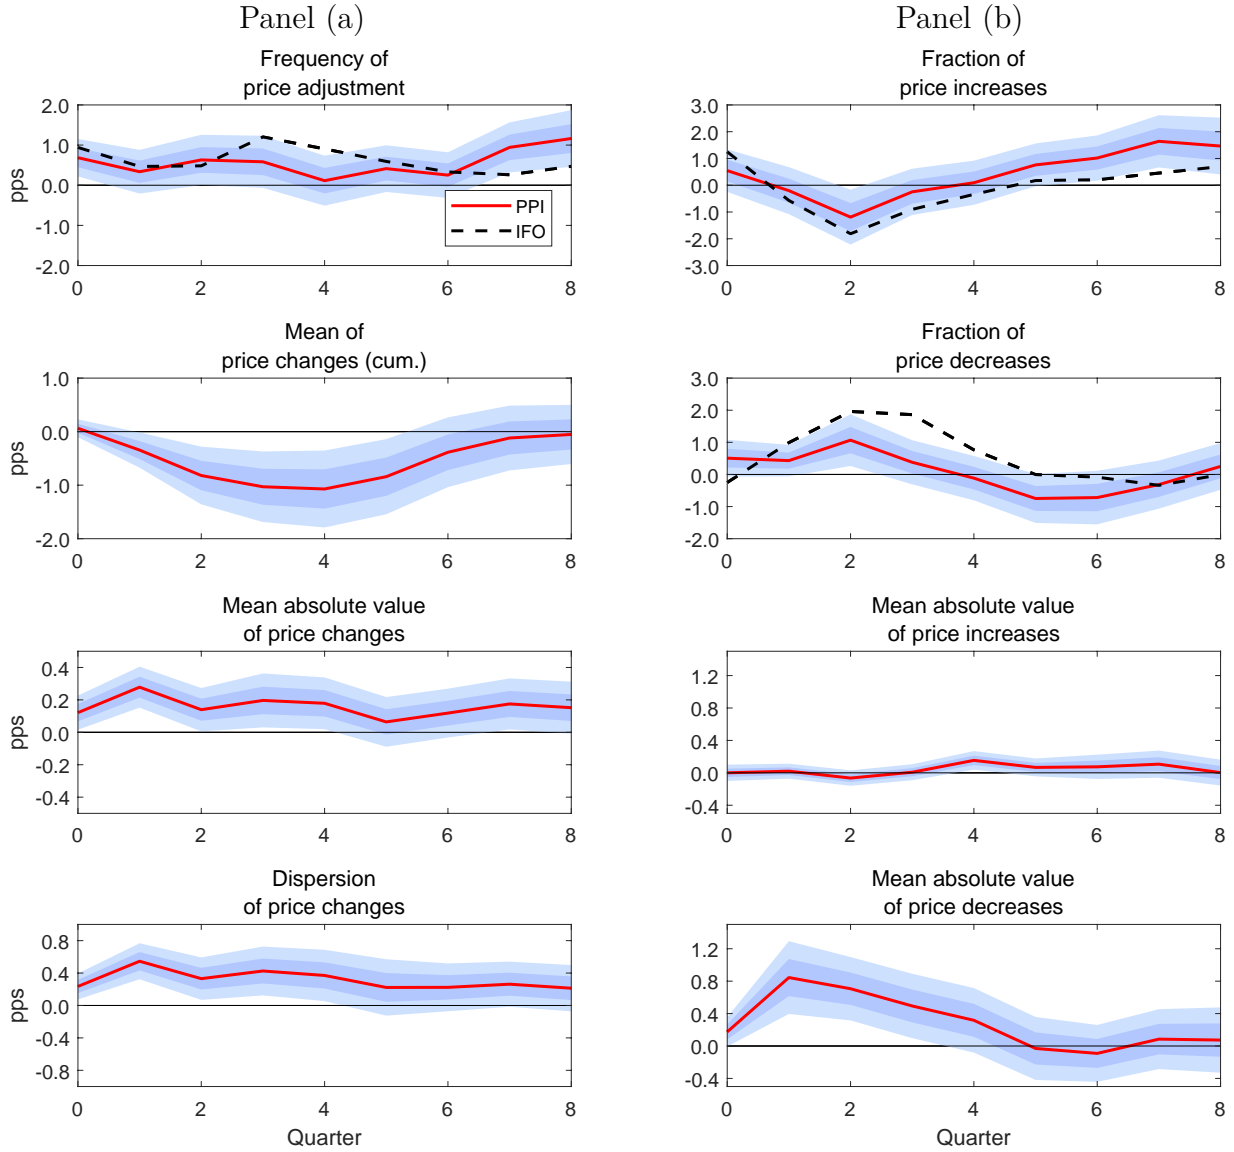 Panel (a)
Panel (b)
Frequency of
price adjustment
2.0
1.0
0.0
-1.0
-2.0
pps
PPI
IFO
0 2 4 6 8
Fraction of
price increases
3.0
2.0
1.0
0.0
-1.0
-2.0
-3.0
0 2 4 6 8
Mean of
price changes (cum.)
1.0
0.0
-1.0
-2.0
pps
0 2 4 6 8
Fraction of
price decreases
3.0
2.0
1.0
0.0
-1.0
-2.0
0 2 4 6 8
Mean absolute value
of price changes
0.4
0.2
0.0
-0.2
-0.4
pps
0 2 4 6 8
Mean absolute value
of price increases
1.2
0.8
0.4
0.0
-0.4
0 2 4 6 8
Dispersion
of price changes
0.8
0.4
0.0
-0.4
-0.8
pps
0 2 4 6 8
Quarter
Mean absolute value
of price decreases
1.2
0.8
0.4
0.0
-0.4
0 2 4 6 8
Quarter